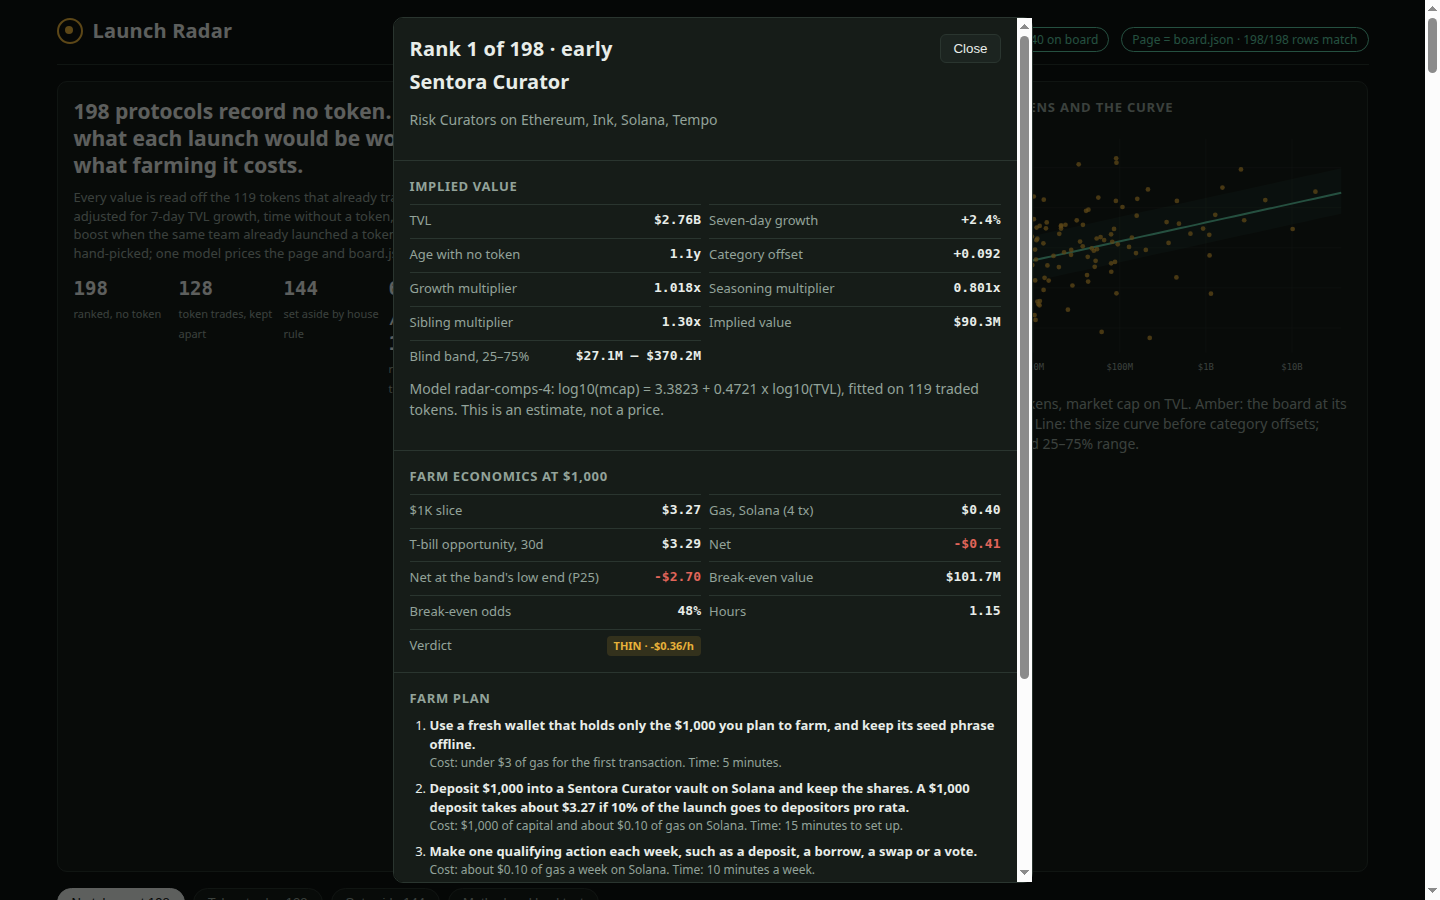 Launch Radar
40 on board
Page = board.json · 198/198 rows match
198 protocols record no token.
what each launch would be wo
what farming it costs.
Every value is read off the 119 tokens that already tra
adjusted for 7-day TVL growth, time without a token,
boost when the same team already launched a token
hand-picked; one model prices the page and board.js
198
128
144
ranked, no token
token trades, kept apart
set aside by house rule
Rank 1 of 198 · early
Close
Sentora Curator
Risk Curators on Ethereum, Ink, Solana, Tempo
IMPLIED VALUE
TVL $2.76B Seven-day growth +2.4%
Age with no token 1.1y Category offset +0.092
Growth multiplier 1.018x Seasoning multiplier 0.801x
Sibling multiplier 1.30x Implied value $90.3M
Blind band, 25–75% $27.1M – $370.2M
Model radar-comps-4: log10(mcap) = 3.3823 + 0.4721 x log10(TVL), fitted on 119 traded
tokens. This is an estimate, not a price.
FARM ECONOMICS AT $1,000
$1K slice $3.27 Gas, Solana (4 tx) $0.40
T-bill opportunity, 30d $3.29 Net -$0.41
Net at the band's low end (P25) -$2.70 Break-even value $101.7M
Break-even odds 48% Hours 1.15
Verdict THIN · -$0.36/h
FARM PLAN
1. Use a fresh wallet that holds only the $1,000 you plan to farm, and keep its seed phrase
offline.
Cost: under $3 of gas for the first transaction. Time: 5 minutes.
2. Deposit $1,000 into a Sentora Curator vault on Solana and keep the shares. A $1,000
deposit takes about $3.27 if 10% of the launch goes to depositors pro rata.
Cost: $1,000 of capital and about $0.10 of gas on Solana. Time: 15 minutes to set up.
3. Make one qualifying action each week, such as a deposit, a borrow, a swap or a vote.
Cost: about $0.10 of gas a week on Solana. Time: 10 minutes a week.
ENS AND THE CURVE
0M $100M $1B $10B
kens, market cap on TVL. Amber: the board at its
Line: the size curve before category offsets;
d 25–75% range.